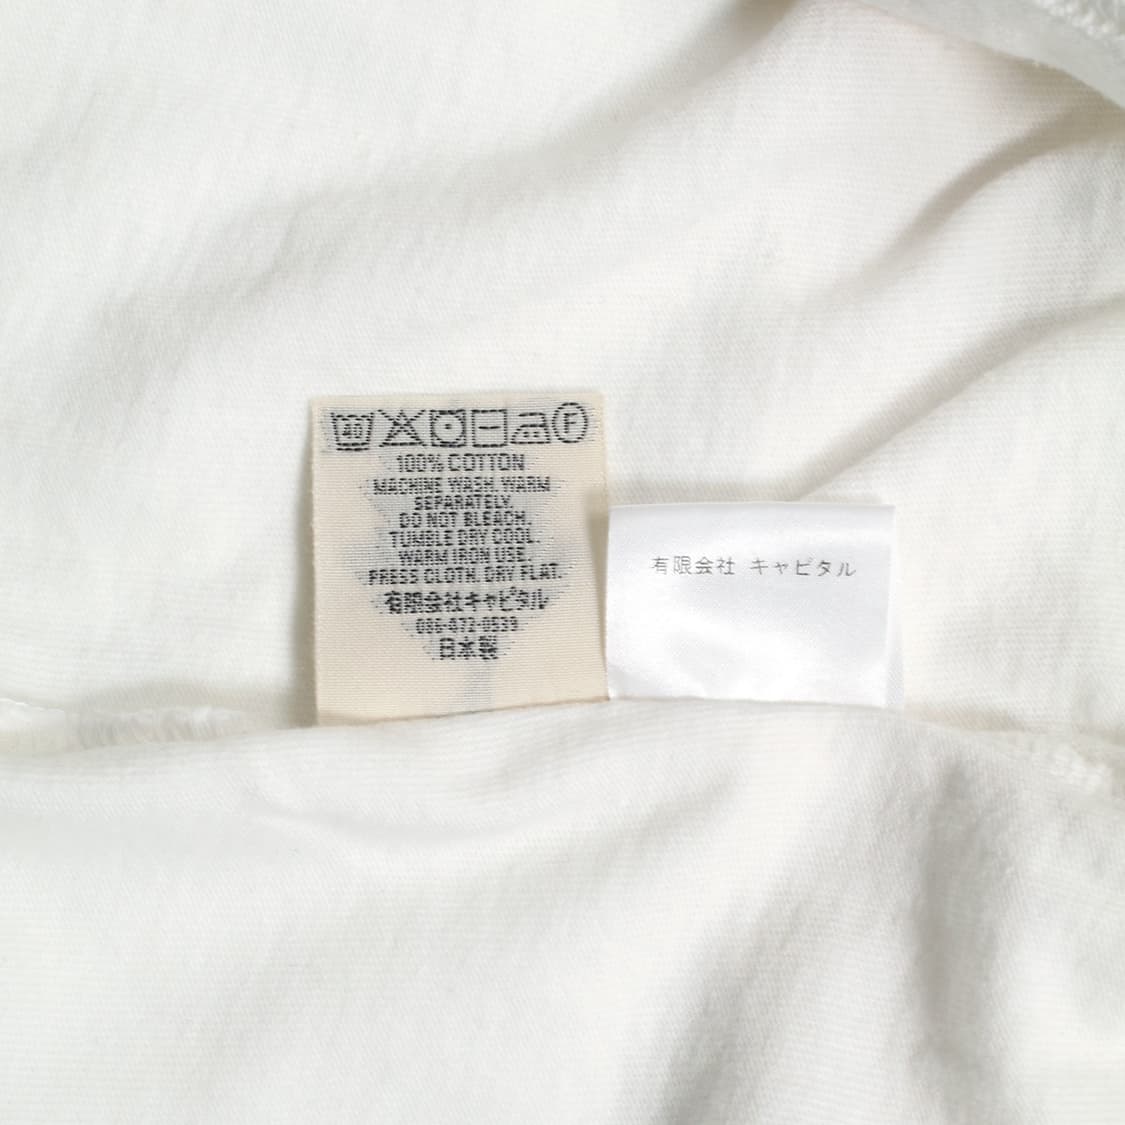 40 F
100% COTTON
MACHINE WASH. WARM
SEPARATELY.
DO NOT BLEACH.
TUMBLE DRY COOL.
WARM IRON USE.
PRESS CLOTH. DRY FLAT.
有限会社キャピタル
086-472-0539
日本製
有限会社 キャピタル